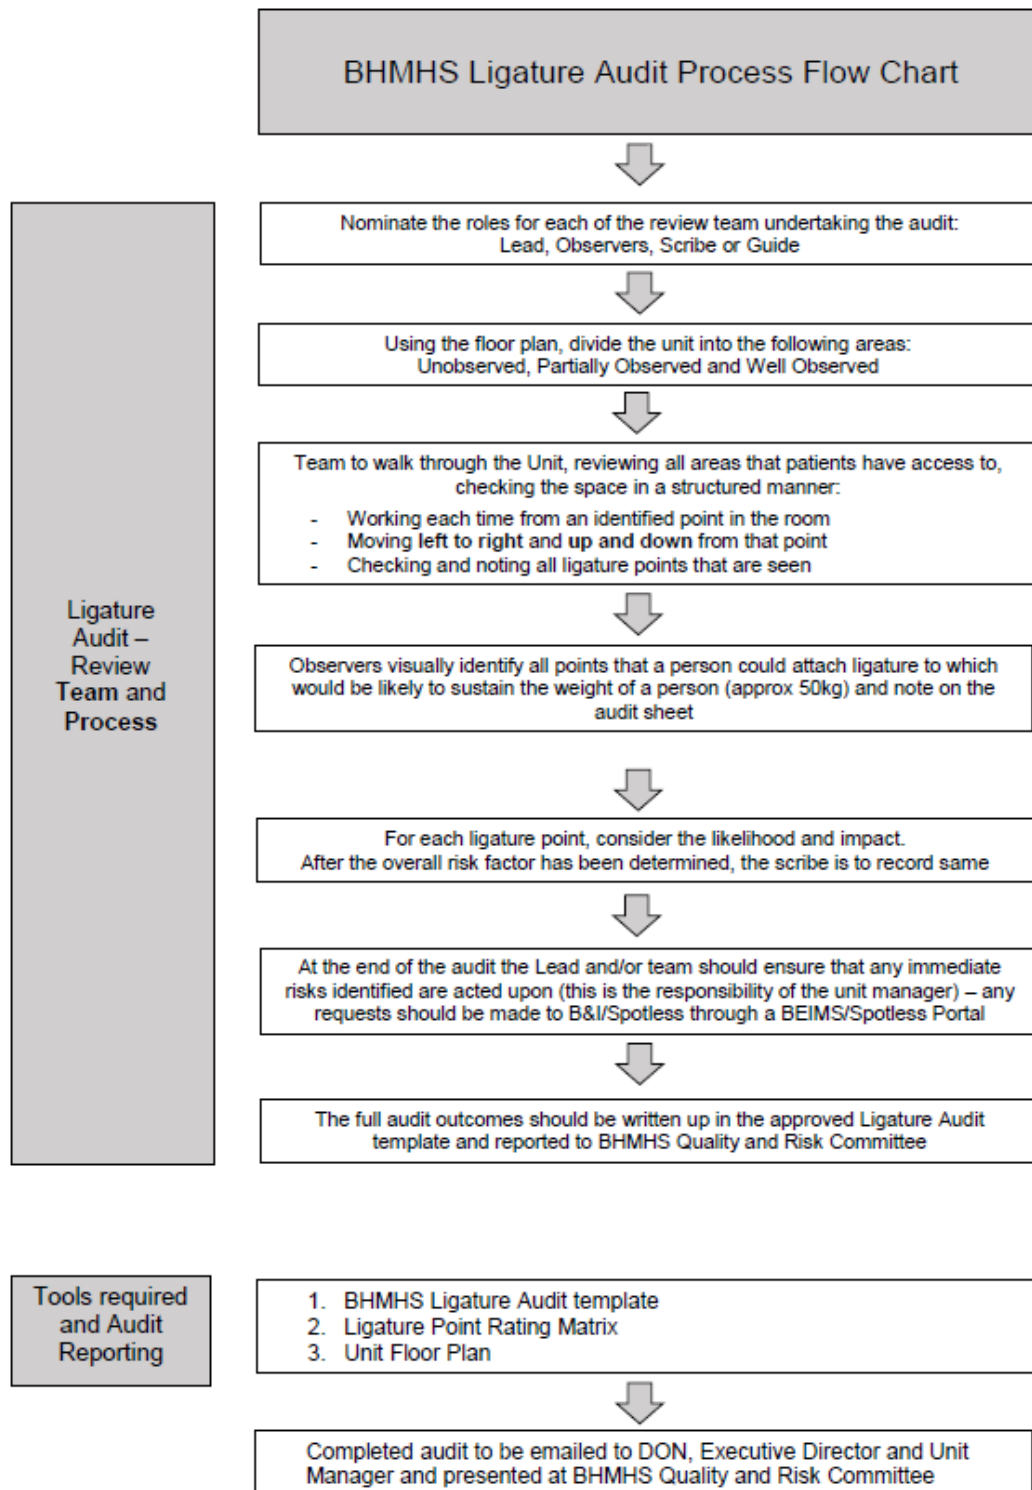 BHMHS Ligature Audit Process Flow Chart
Nominate the roles for each of the review team undertaking the audit:
Lead, Observers, Scribe or Guide
Using the floor plan, divide the unit into the following areas:
Unobserved, Partially Observed and Well Observed
Team to walk through the Unit, reviewing all areas that patients have access to,
checking the space in a structured manner:
- Working each time from an identified point in the room
- Moving left to right and up and down from that point
- Checking and noting all ligature points that are seen
Ligature
Audit –
Review
Team and
Process
Observers visually identify all points that a person could attach ligature to which
would be likely to sustain the weight of a person (approx 50kg) and note on the
audit sheet
For each ligature point, consider the likelihood and impact.
After the overall risk factor has been determined, the scribe is to record same
At the end of the audit the Lead and/or team should ensure that any immediate
risks identified are acted upon (this is the responsibility of the unit manager) – any
requests should be made to B&I/Spotless through a BEIMS/Spotless Portal
The full audit outcomes should be written up in the approved Ligature Audit
template and reported to BHMHS Quality and Risk Committee
Tools required
and Audit
Reporting
1. BHMHS Ligature Audit template
2. Ligature Point Rating Matrix
3. Unit Floor Plan
Completed audit to be emailed to DON, Executive Director and Unit
Manager and presented at BHMHS Quality and Risk Committee